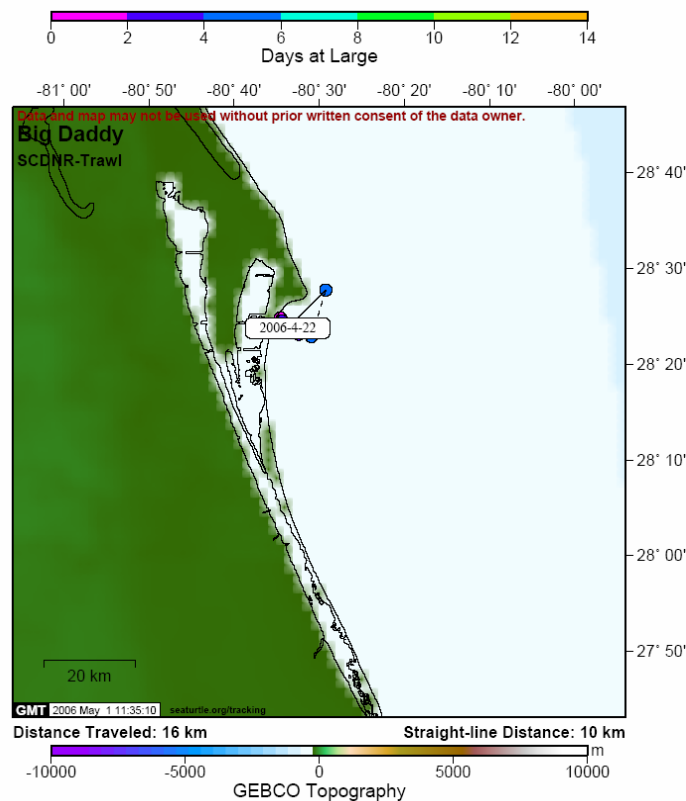 0 2 4 6 8 10 12 14
Days at Large
-81° 00' -80° 50' -80° 40' -80° 30' -80° 20' -80° 10' -80° 00'
Data and map may not be used without prior written consent of the data owner.
Big Daddy
SCDNR-Trawl
28° 40'
28° 30'
2006-4-22
28° 20'
28° 10'
28° 00'
27° 50'
20 km
GMT 2006 May 1 11:35:10 seaturtle.org/tracking
Distance Traveled: 16 km Straight-line Distance: 10 km
m
-10000 -5000 0 5000 10000
GEBCO Topography